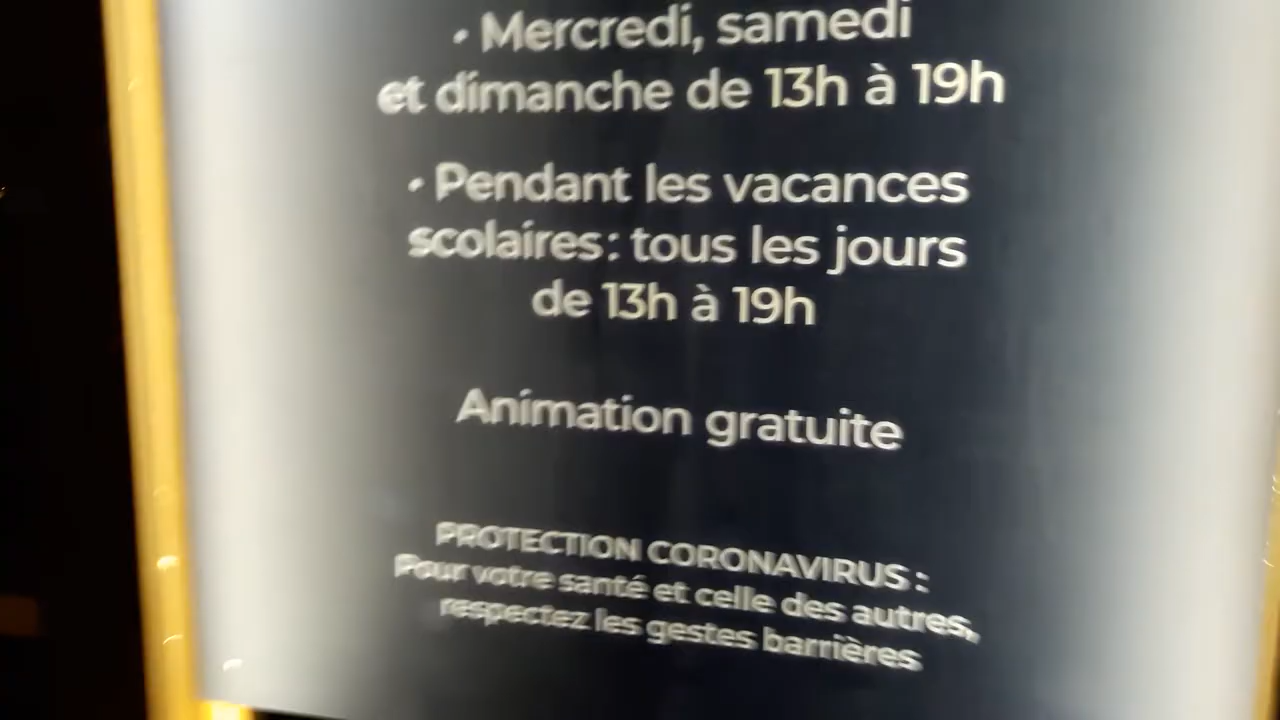 • Mercredi, samedi
et dimanche de 13h à 19h
• Pendant les vacances
scolaires : tous les jours
de 13h à 19h
Animation gratuite
PROTECTION CORONAVIRUS :
Pour votre santé et celle des autres,
respectez les gestes barrières